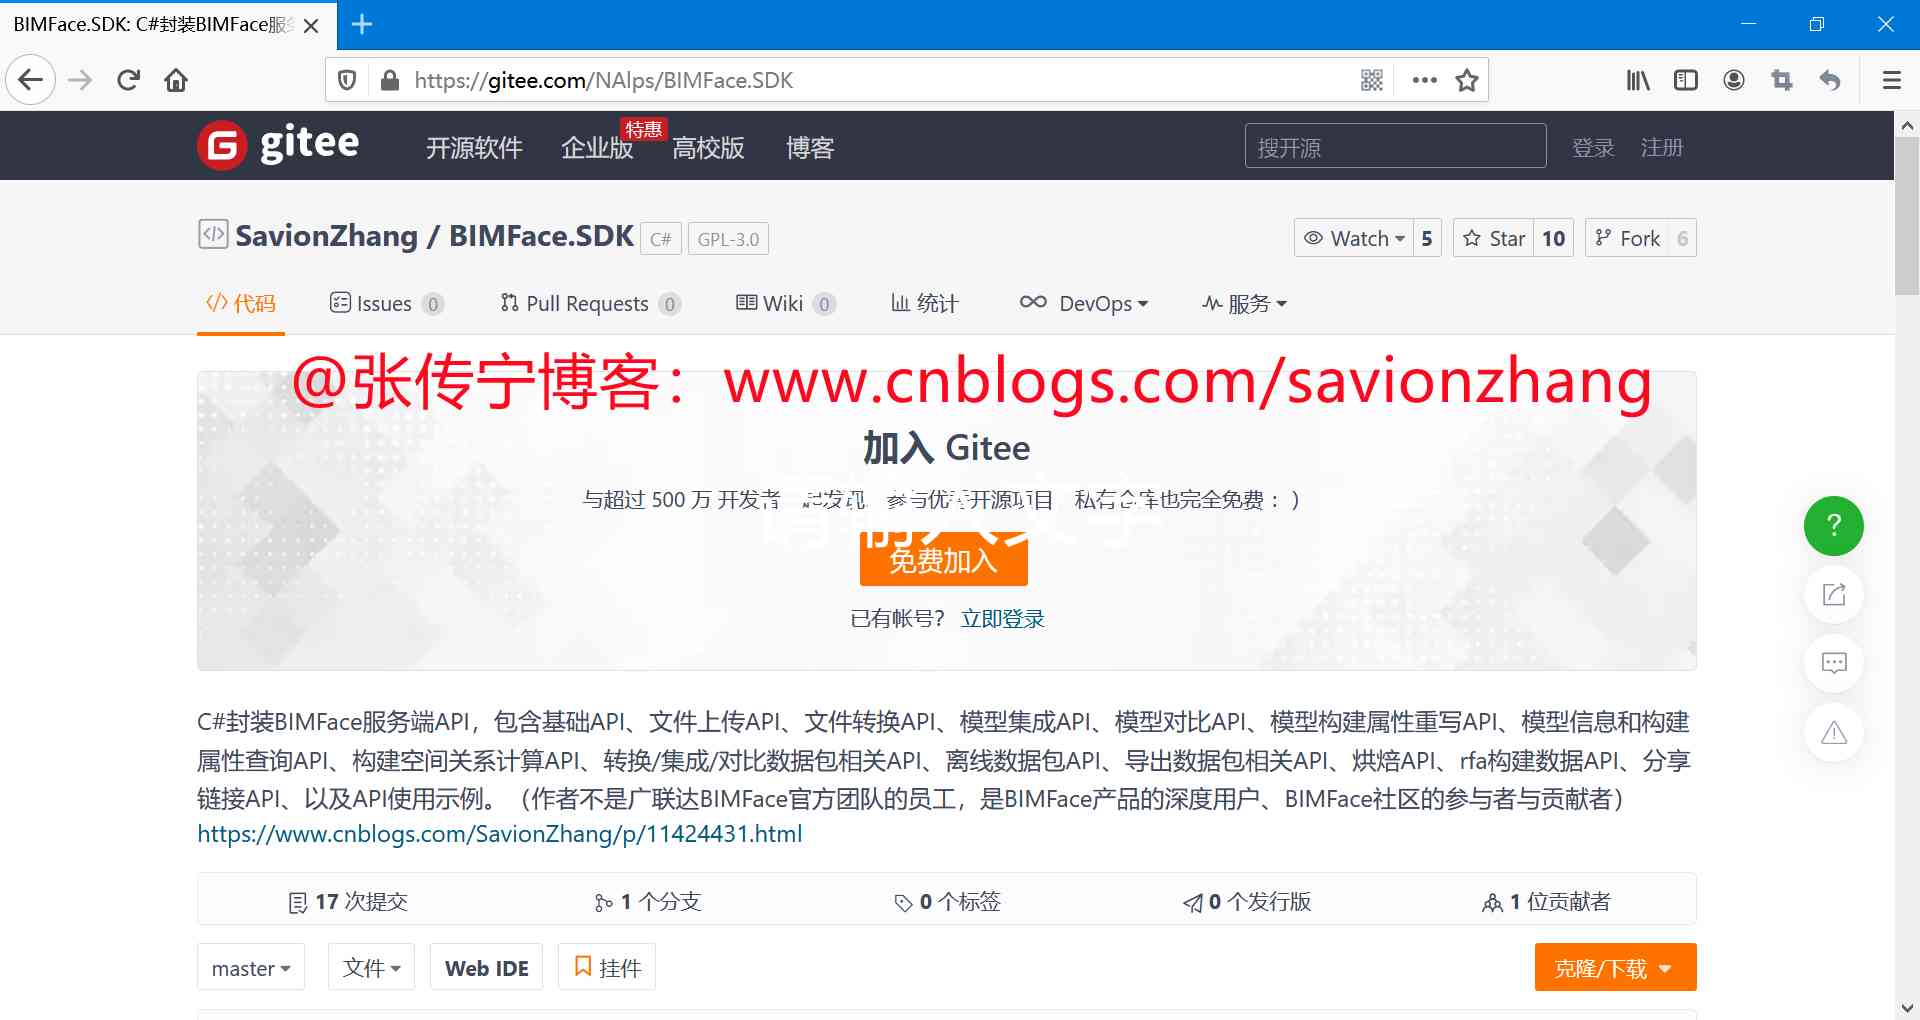 BIMFace.SDK: C#封装BIMFace服
https://gitee.com/NAlps/BIMFace.SDK
gitee 开源软件 企业版 特惠 高校版 博客 搜开源 登录 注册
SavionZhang / BIMFace.SDK C# GPL-3.0 Watch 5 Star 10 Fork 6
代码 Issues 0 Pull Requests 0 Wiki 0 统计 DevOps 服务
@张传宁博客：www.cnblogs.com/savionzhang
加入 Gitee
与超过 500 万 开发者一起发现、参与优秀开源项目，私有仓库也完全免费：）
请输入文字
免费加入
已有帐号？ 立即登录
C#封装BIMFace服务端API，包含基础API、文件上传API、文件转换API、模型集成API、模型对比API、模型构建属性重写API、模型信息和构建
属性查询API、构建空间关系计算API、转换/集成/对比数据包相关API、离线数据包API、导出数据包相关API、烘焙API、rfa构建数据API、分享
链接API、以及API使用示例。（作者不是广联达BIMFace官方团队的员工，是BIMFace产品的深度用户、BIMFace社区的参与者与贡献者）
https://www.cnblogs.com/SavionZhang/p/11424431.html
17 次提交 1 个分支 0 个标签 0 个发行版 1 位贡献者
master 文件 Web IDE 挂件 克隆/下载